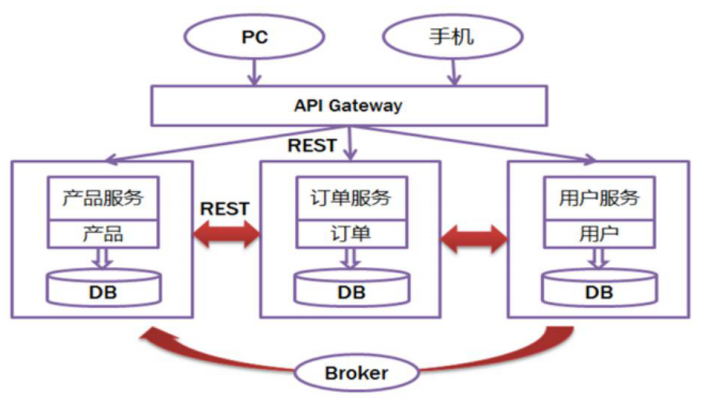 PC
手机
API Gateway
REST
产品服务
产品
DB
REST
订单服务
订单
DB
用户服务
用户
DB
Broker